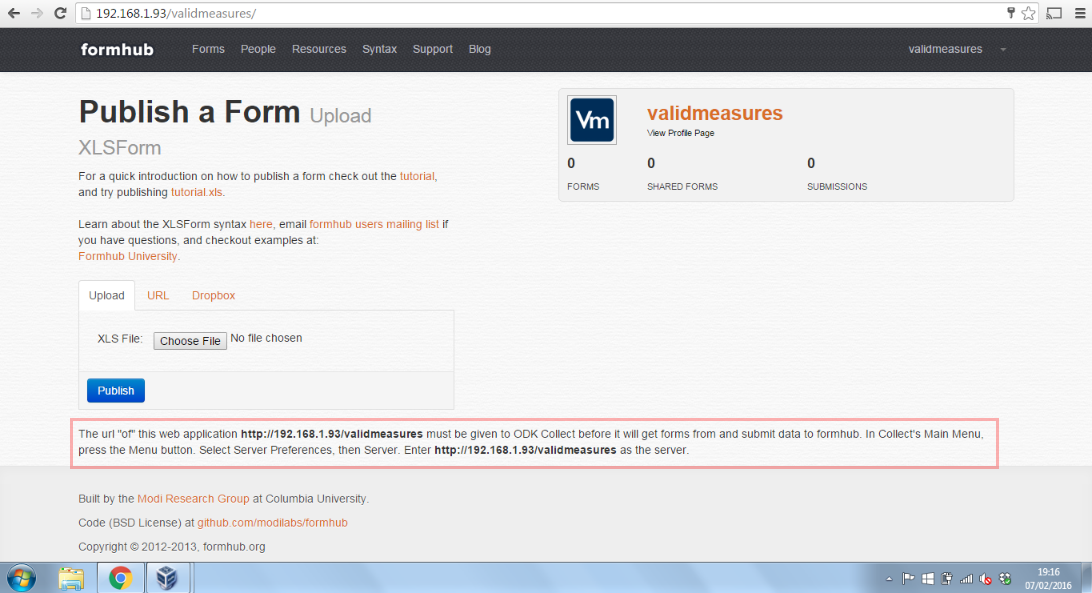 192.168.1.93/validmeasures/
formhub Forms People Resources Syntax Support Blog validmeasures
Publish a Form Upload
XLSForm
For a quick introduction on how to publish a form check out the tutorial,
and try publishing tutorial.xls.
Learn about the XLSForm syntax here, email formhub users mailing list if
you have questions, and checkout examples at:
Formhub University.
Upload URL Dropbox
XLS File: Choose File No file chosen
Publish
Vm
validmeasures
View Profile Page
0 0 0
FORMS SHARED FORMS SUBMISSIONS
The url "of" this web application http://192.168.1.93/validmeasures must be given to ODK Collect before it will get forms from and submit data to formhub. In Collect's Main Menu,
press the Menu button. Select Server Preferences, then Server. Enter http://192.168.1.93/validmeasures as the server.
Built by the Modi Research Group at Columbia University.
Code (BSD License) at github.com/modilabs/formhub
Copyright © 2012-2013, formhub.org
19:16
07/02/2016